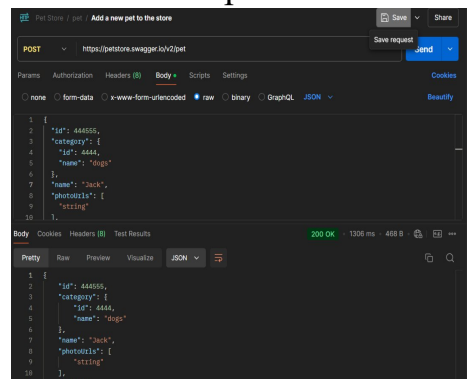 Pet Store / pet / Add a new pet to the store Save Share
Save request
POST https://petstore.swagger.io/v2/pet Send
Params Authorization Headers (8) Body Scripts Settings Cookies
none form-data x-www-form-urlencoded raw binary GraphQL JSON Beautify
1 {
2 "id": 444555,
3 "category": {
4 "id": 4444,
5 "name": "dogs"
6 },
7 "name": "Jack",
8 "photoUrls": [
9 "string"
10 ],
Body Cookies Headers (8) Test Results 200 OK 1306 ms 468 B
Pretty Raw Preview Visualize JSON
1 {
2 "id": 444555,
3 "category": {
4 "id": 4444,
5 "name": "dogs"
6 },
7 "name": "Jack",
8 "photoUrls": [
9 "string"
10 ],